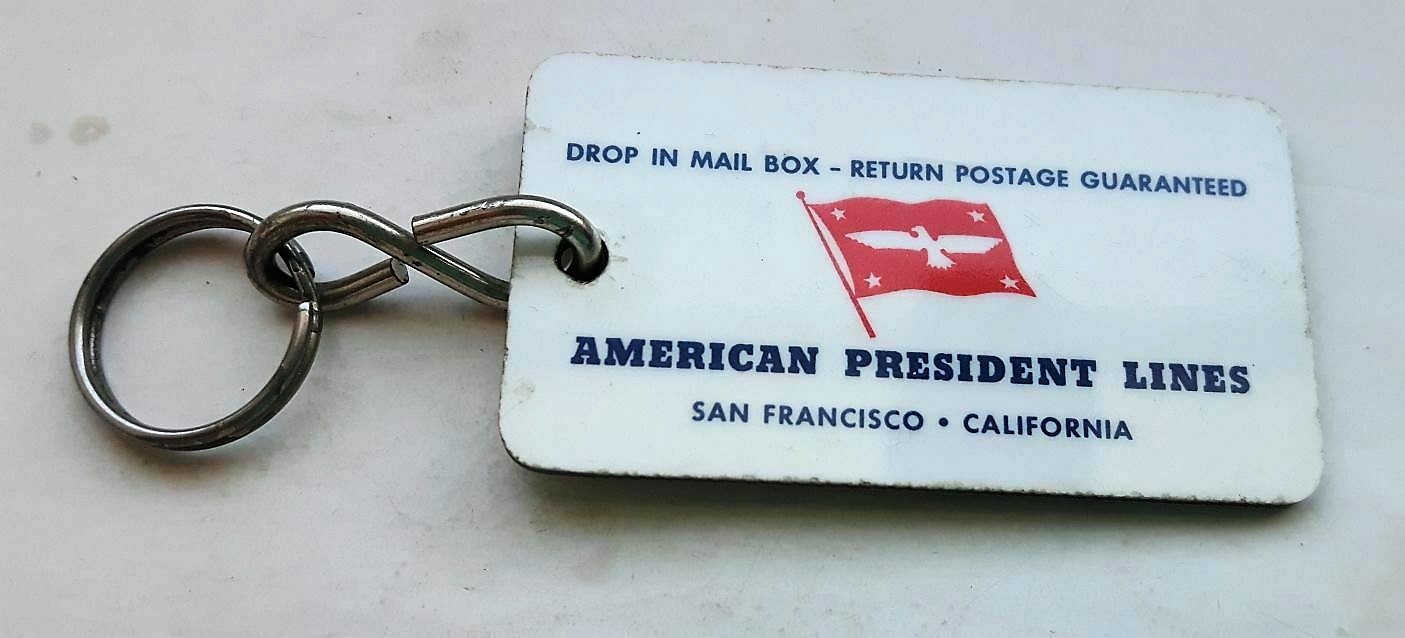 DROP IN MAIL BOX – RETURN POSTAGE GUARANTEED
AMERICAN PRESIDENT LINES
SAN FRANCISCO • CALIFORNIA